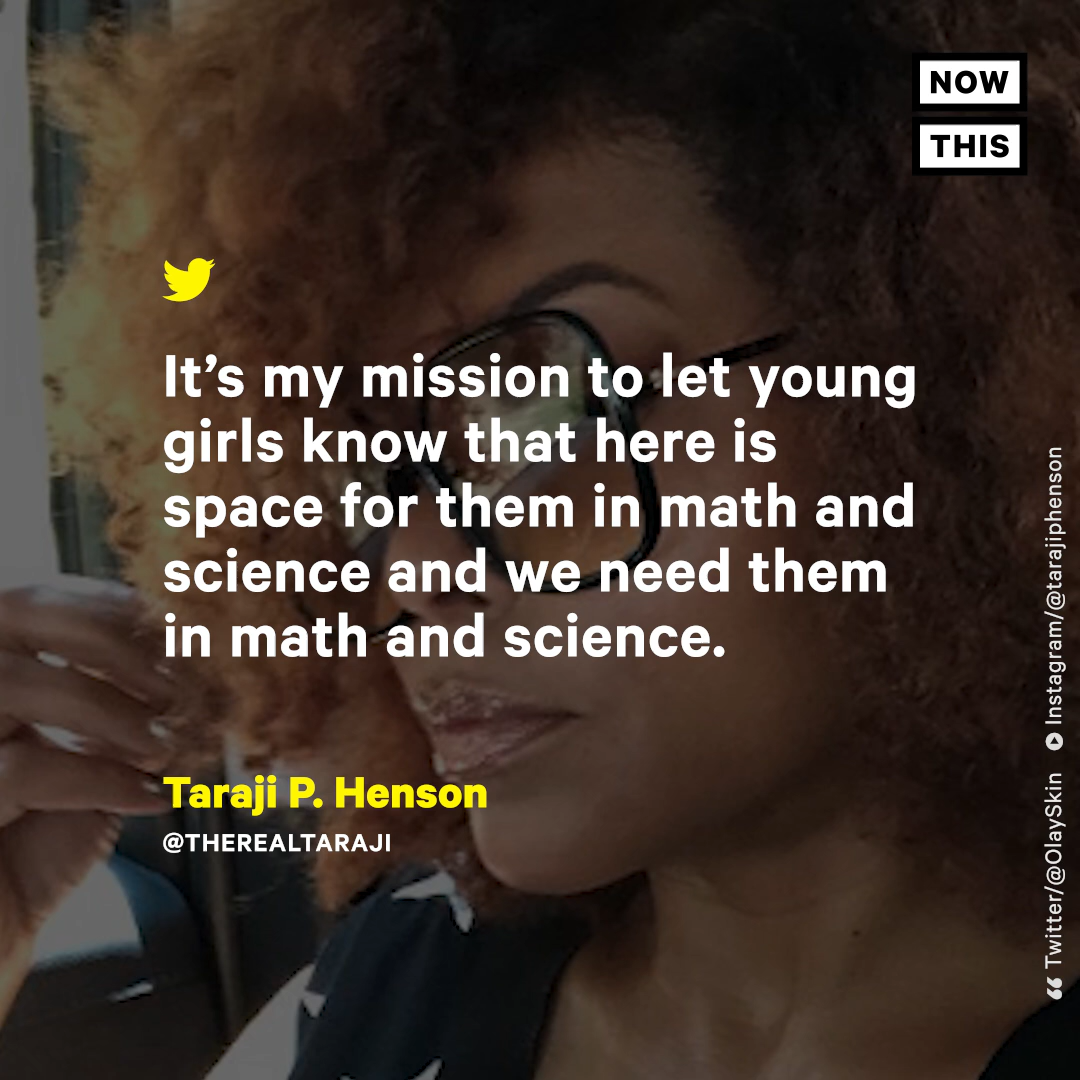 NOW
THIS
It’s my mission to let young
girls know that here is
space for them in math and
science and we need them
in math and science.
Taraji P. Henson
@THEREALTARAJI
Twitter/@OlaySkin Instagram/@tarajiphenson